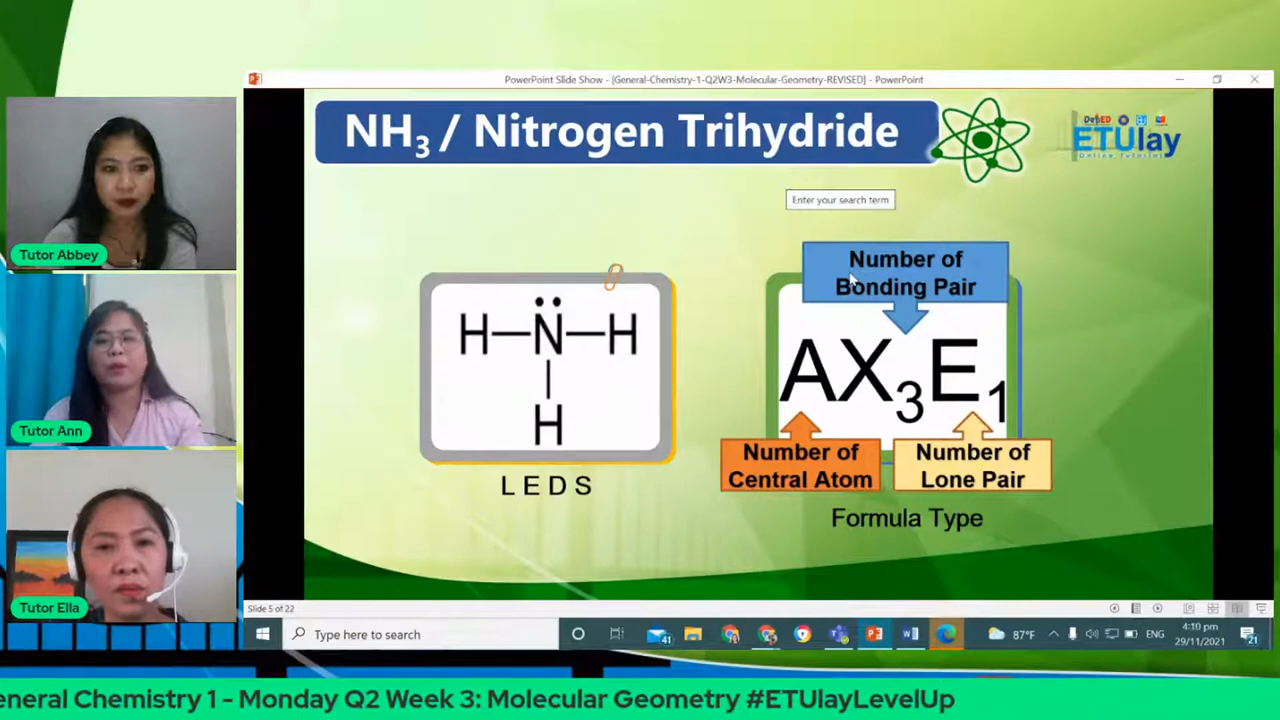 PowerPoint Slide Show - [General-Chemistry-1-Q2W3-Molecular-Geometry-REVISED] - PowerPoint
NH3 / Nitrogen Trihydride
DepED
ETUlay
Online Tutorial
Enter your search term
Tutor Abbey
Tutor Ann
Tutor Ella
H—N—H
H
L E D S
Number of
Bonding Pair
AX3E1
Number of
Central Atom
Number of
Lone Pair
Formula Type
Slide 5 of 22
Type here to search
41
87°F
ENG
4:10 pm
29/11/2021
21
eneral Chemistry 1 - Monday Q2 Week 3: Molecular Geometry #ETUlayLevelUp